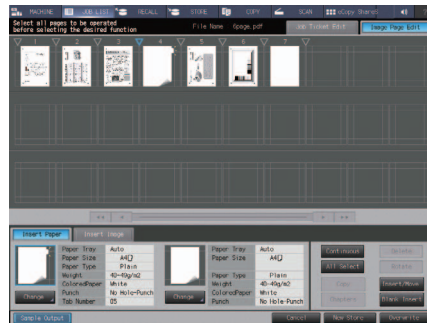 MACHINE JOB LIST RECALL STORE COPY SCAN
Select all pages to be operated
before selecting the desired function
File Name 6page.pdf
Job Ticket Edit
Image Page Edit
1 2 3 4 5 6 7
Insert Paper
Insert Image
Paper Tray Auto
Paper Size A4
Paper Type Plain
Weight 40-49g/m2
ColoredPaper White
Punch No Hole-Punch
Tab Number 05
Change
Paper Tray Auto
Paper Size A4
Paper Type Plain
Weight 40-49g/m2
ColoredPaper White
Punch No Hole-Punch
Change
Continuous
Delete
All Select
Rotate
Copy
Insert/Move
Chapters
Blank Insert
Sample Output
Cancel
New Store
Overwrite